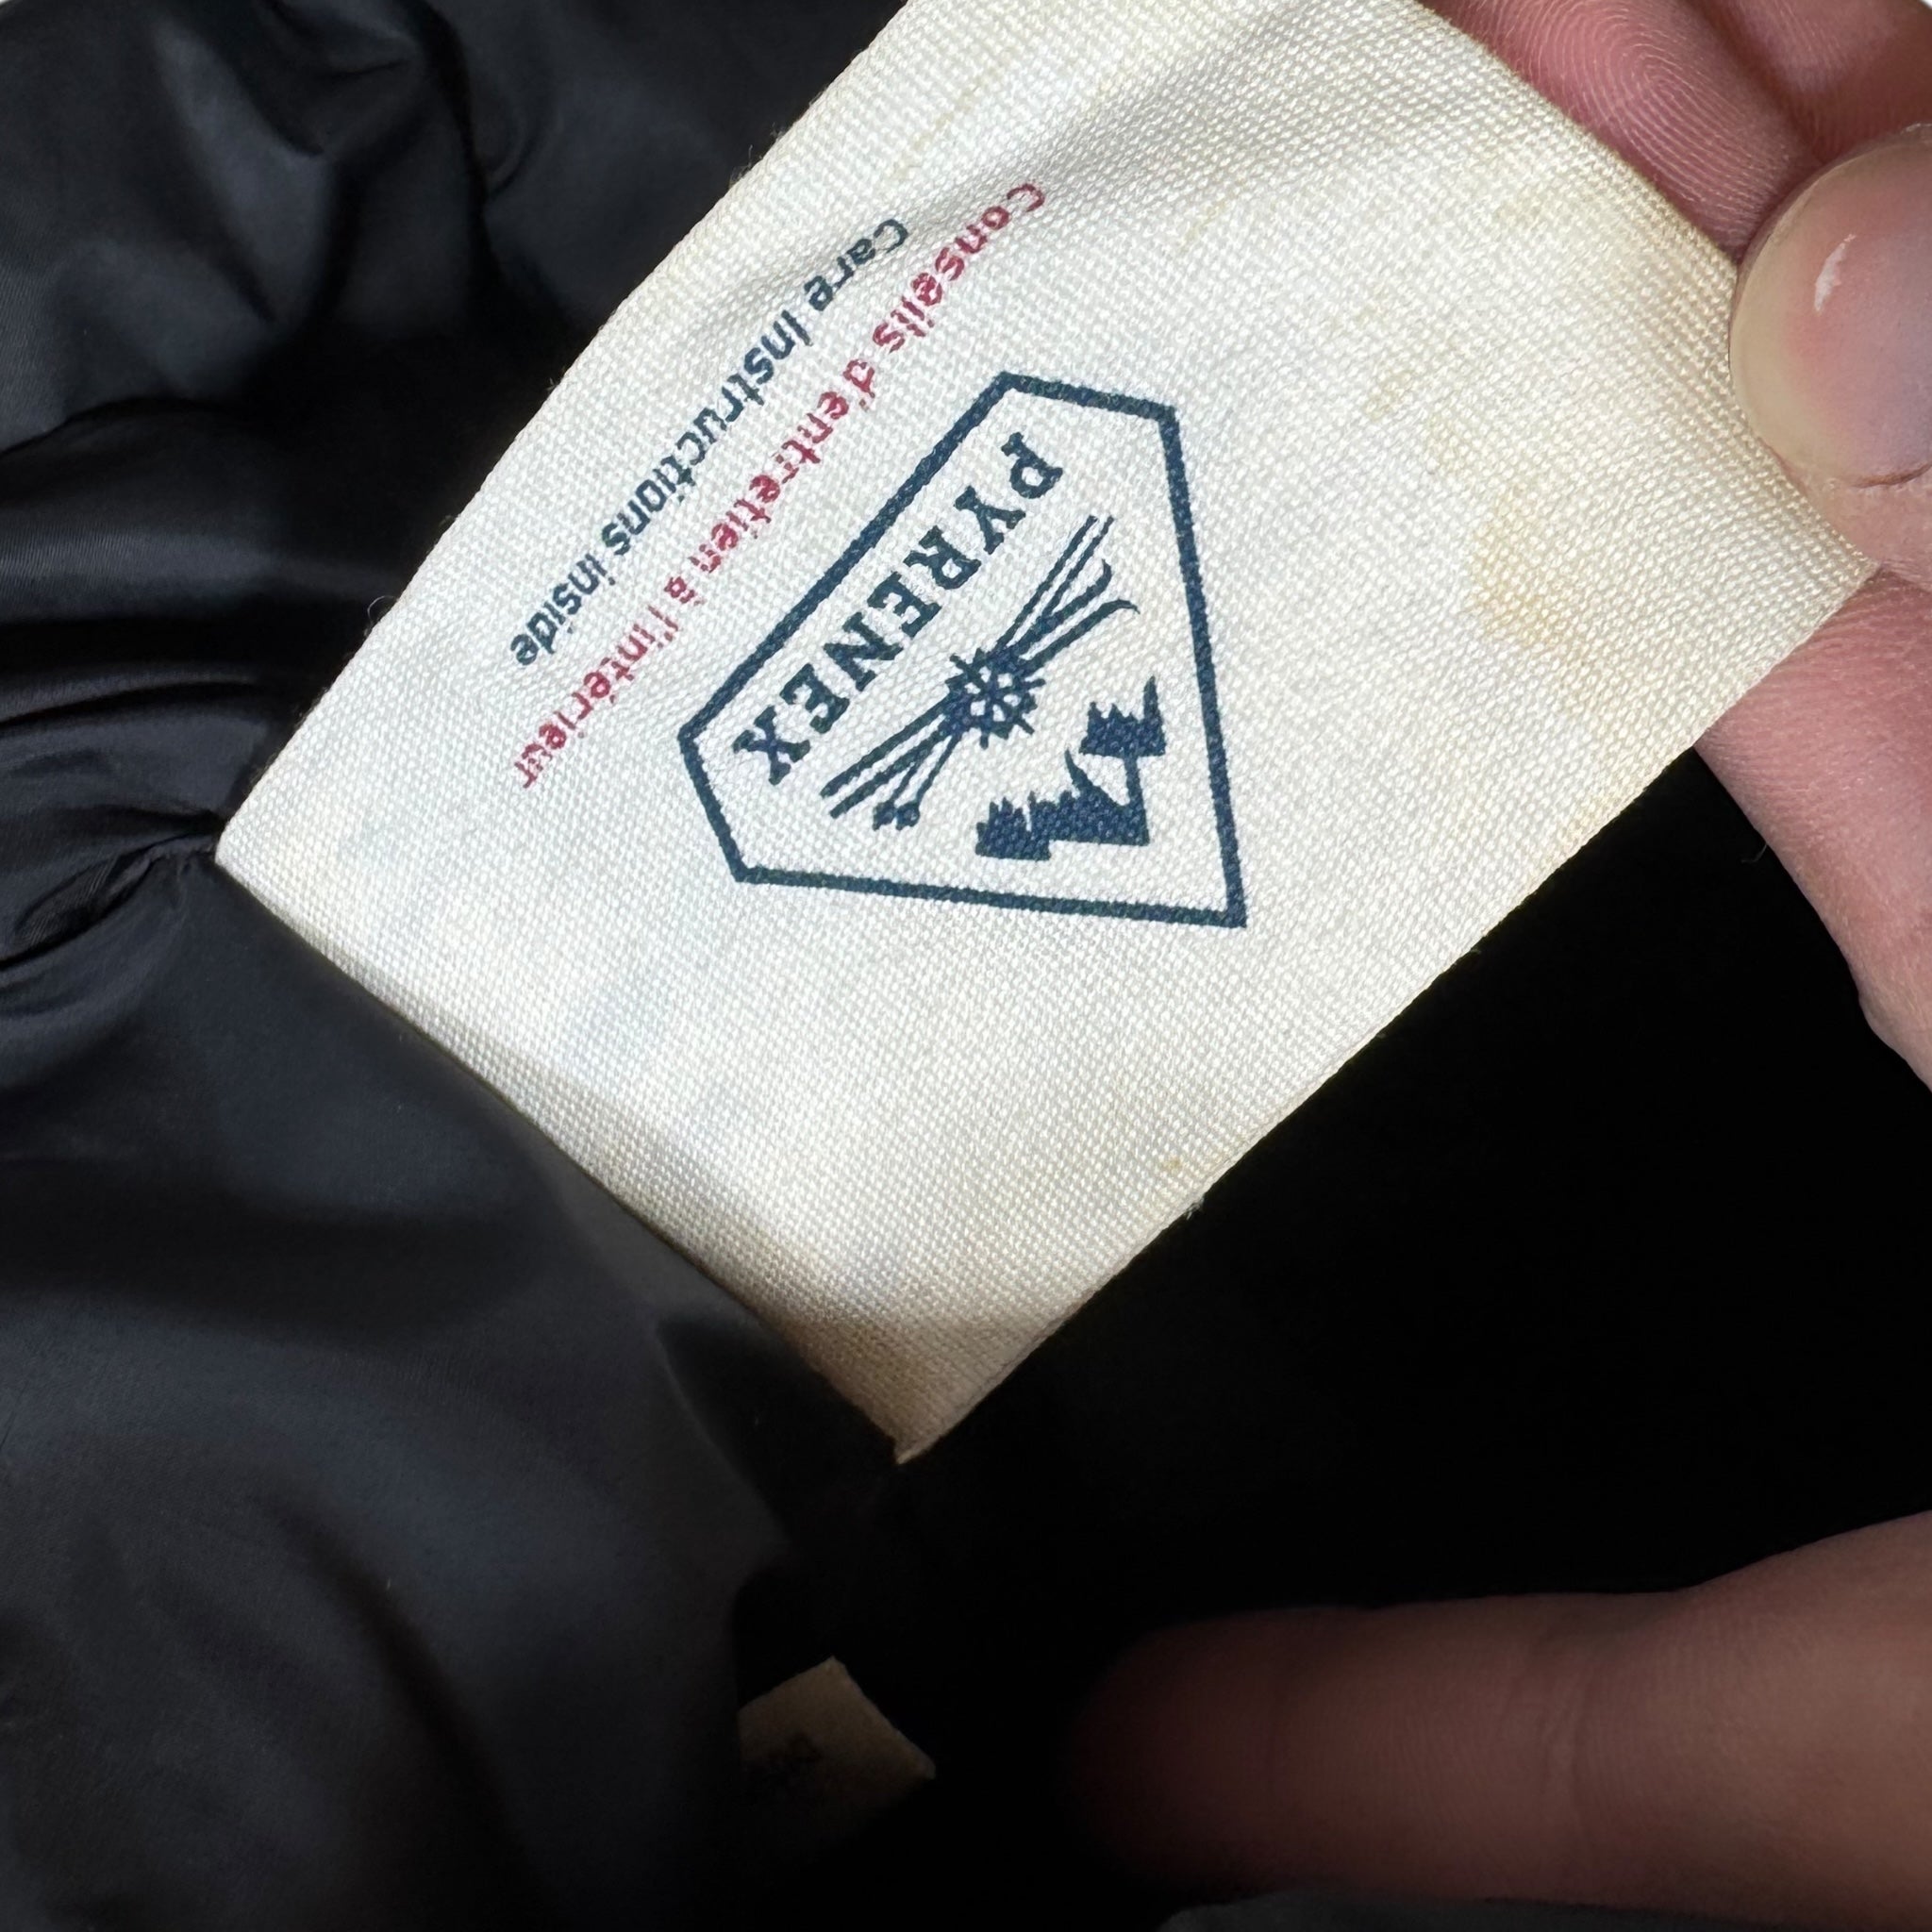 PYRENEX
Conseils d'entretien à l'intérieur
Care Instructions inside